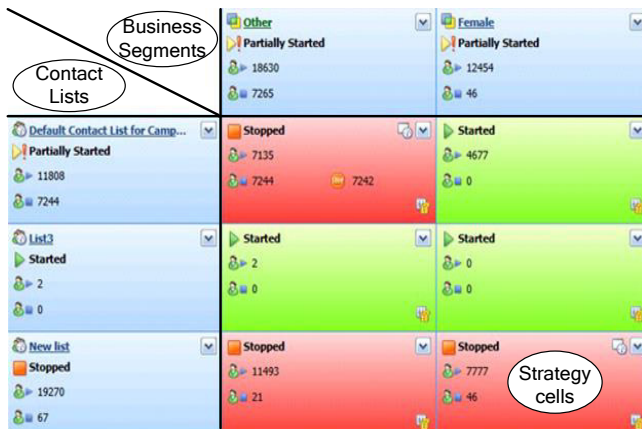 Business
Segments
Contact
Lists
Other
Partially Started
18630
7265
Female
Partially Started
12454
46
Default Contact List for Camp...
Partially Started
11808
7244
Stopped
7135
7244 7242
Started
4677
0
List3
Started
2
0
Started
2
0
Started
0
0
New list
Stopped
19270
67
Stopped
11493
21
Stopped
7777
46
Strategy
cells